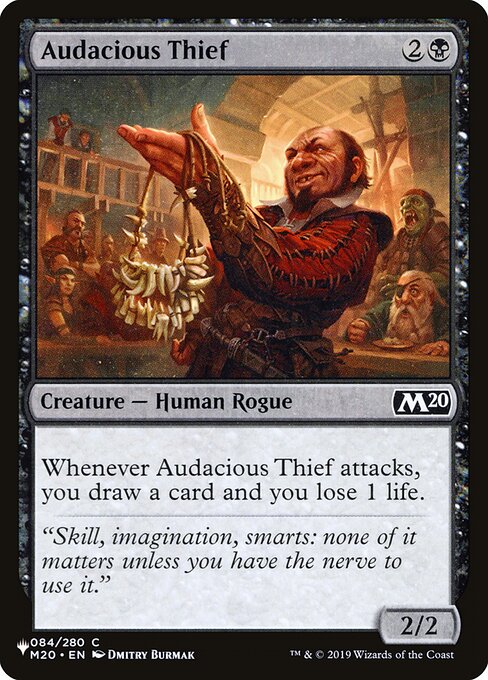 Audacious Thief 2
Creature — Human Rogue M20
Whenever Audacious Thief attacks,
you draw a card and you lose 1 life.
“Skill, imagination, smarts: none of it
matters unless you have the nerve to
use it.”
2/2
084/280 C
M20 • EN Dmitry Burmak
™ & © 2019 Wizards of the Coast